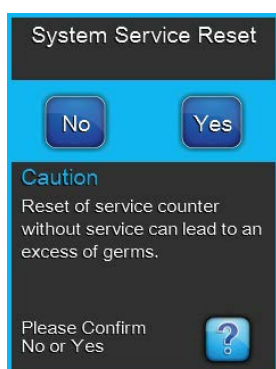 System Service Reset
No Yes
Caution
Reset of service counter
without service can lead to an
excess of germs.
Please Confirm
No or Yes
?